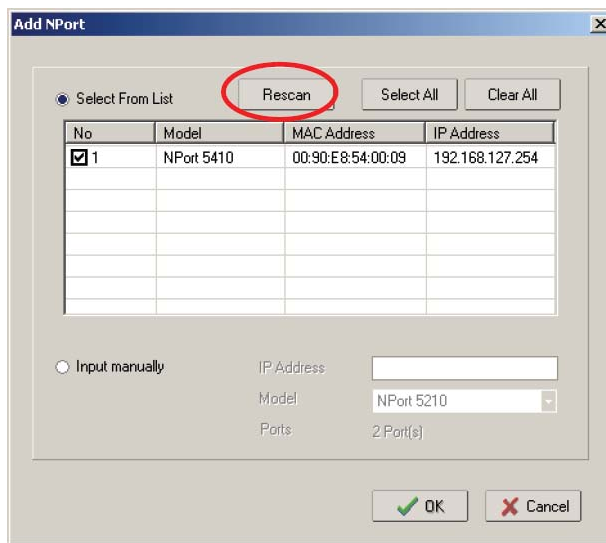 Add NPort
Select From List
Rescan
Select All
Clear All
No Model MAC Address IP Address
1 NPort 5410 00:90:E8:54:00:09 192.168.127.254
Input manually
IP Address
Model NPort 5210
Ports 2 Port(s)
OK
Cancel